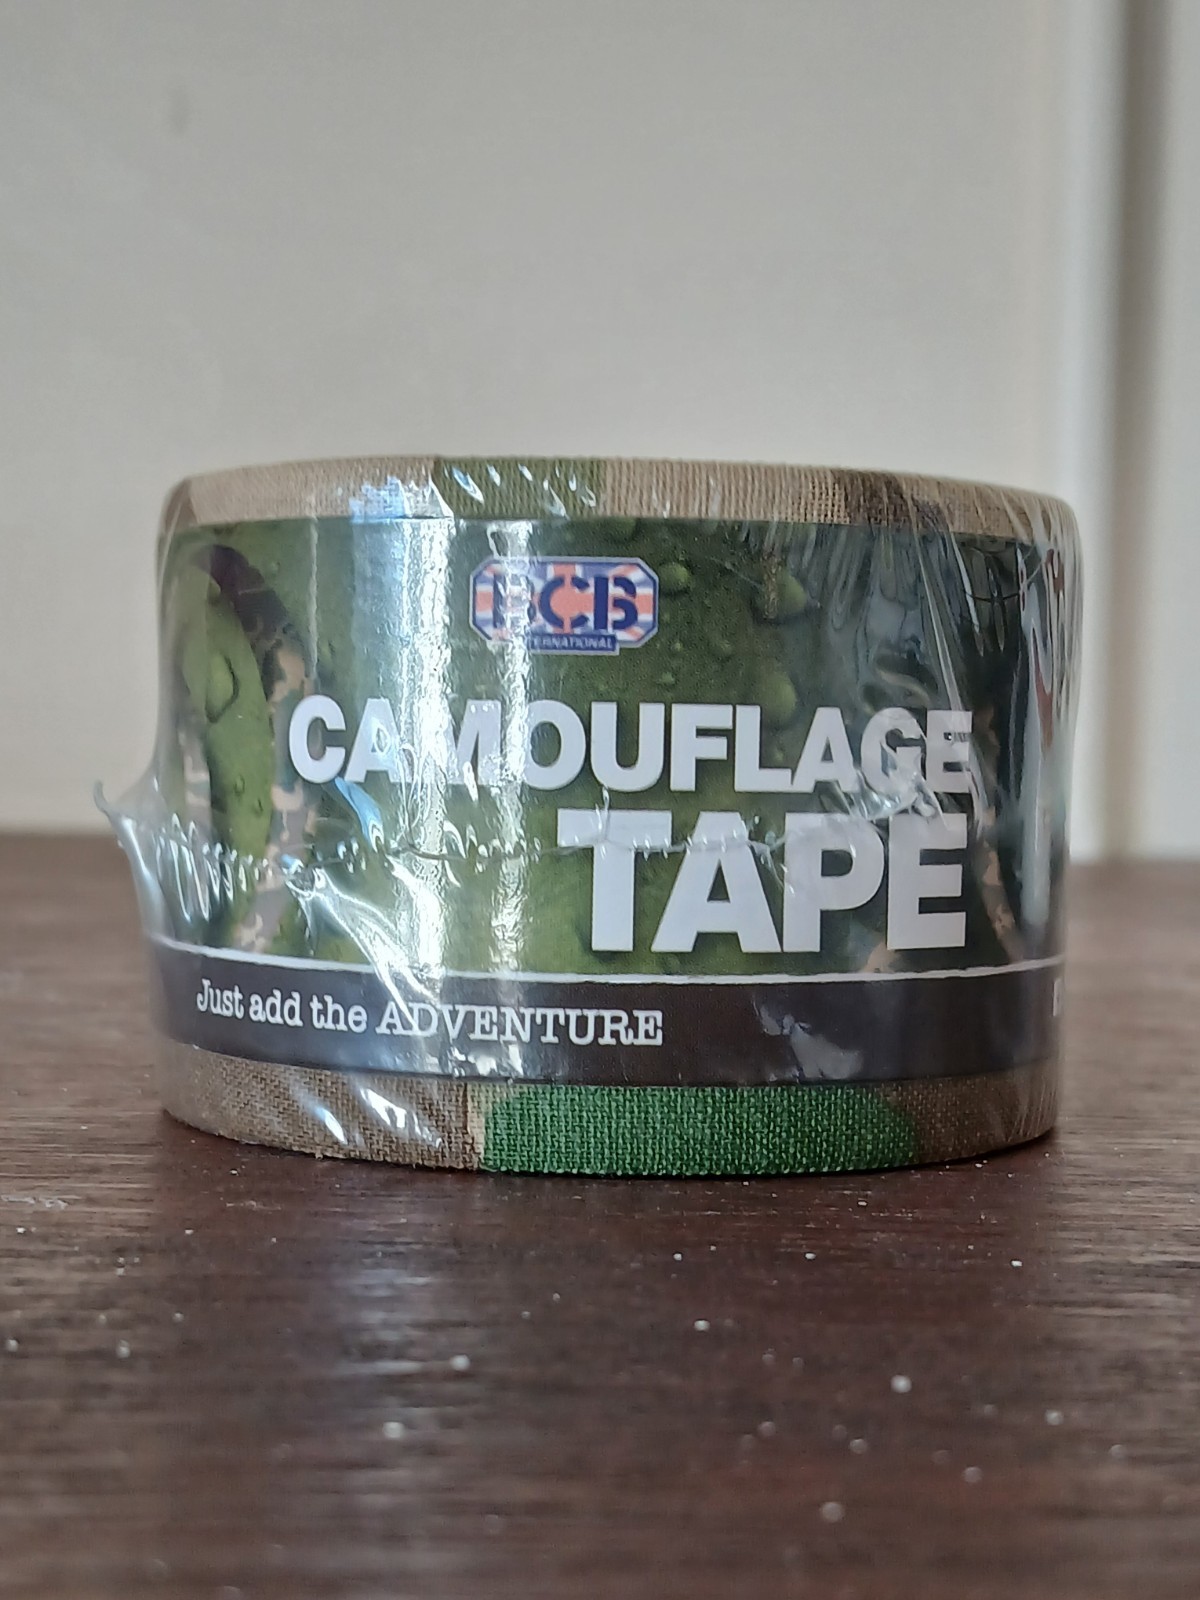 BCB
INTERNATIONAL
CAMOUFLAGE
TAPE
Just add the ADVENTURE